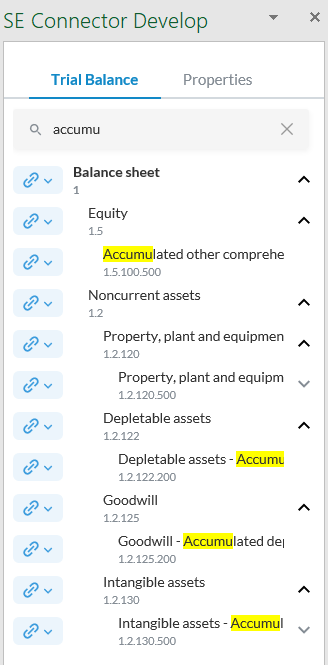 SE Connector Develop
Trial Balance Properties
accumu
Balance sheet
1
Equity
1.5
Accumulated other comprehe
1.5.100.500
Noncurrent assets
1.2
Property, plant and equipmen
1.2.120
Property, plant and equipm
1.2.120.500
Depletable assets
1.2.122
Depletable assets - Accumu
1.2.122.200
Goodwill
1.2.125
Goodwill - Accumulated de
1.2.125.200
Intangible assets
1.2.130
Intangible assets - Accumul
1.2.130.500